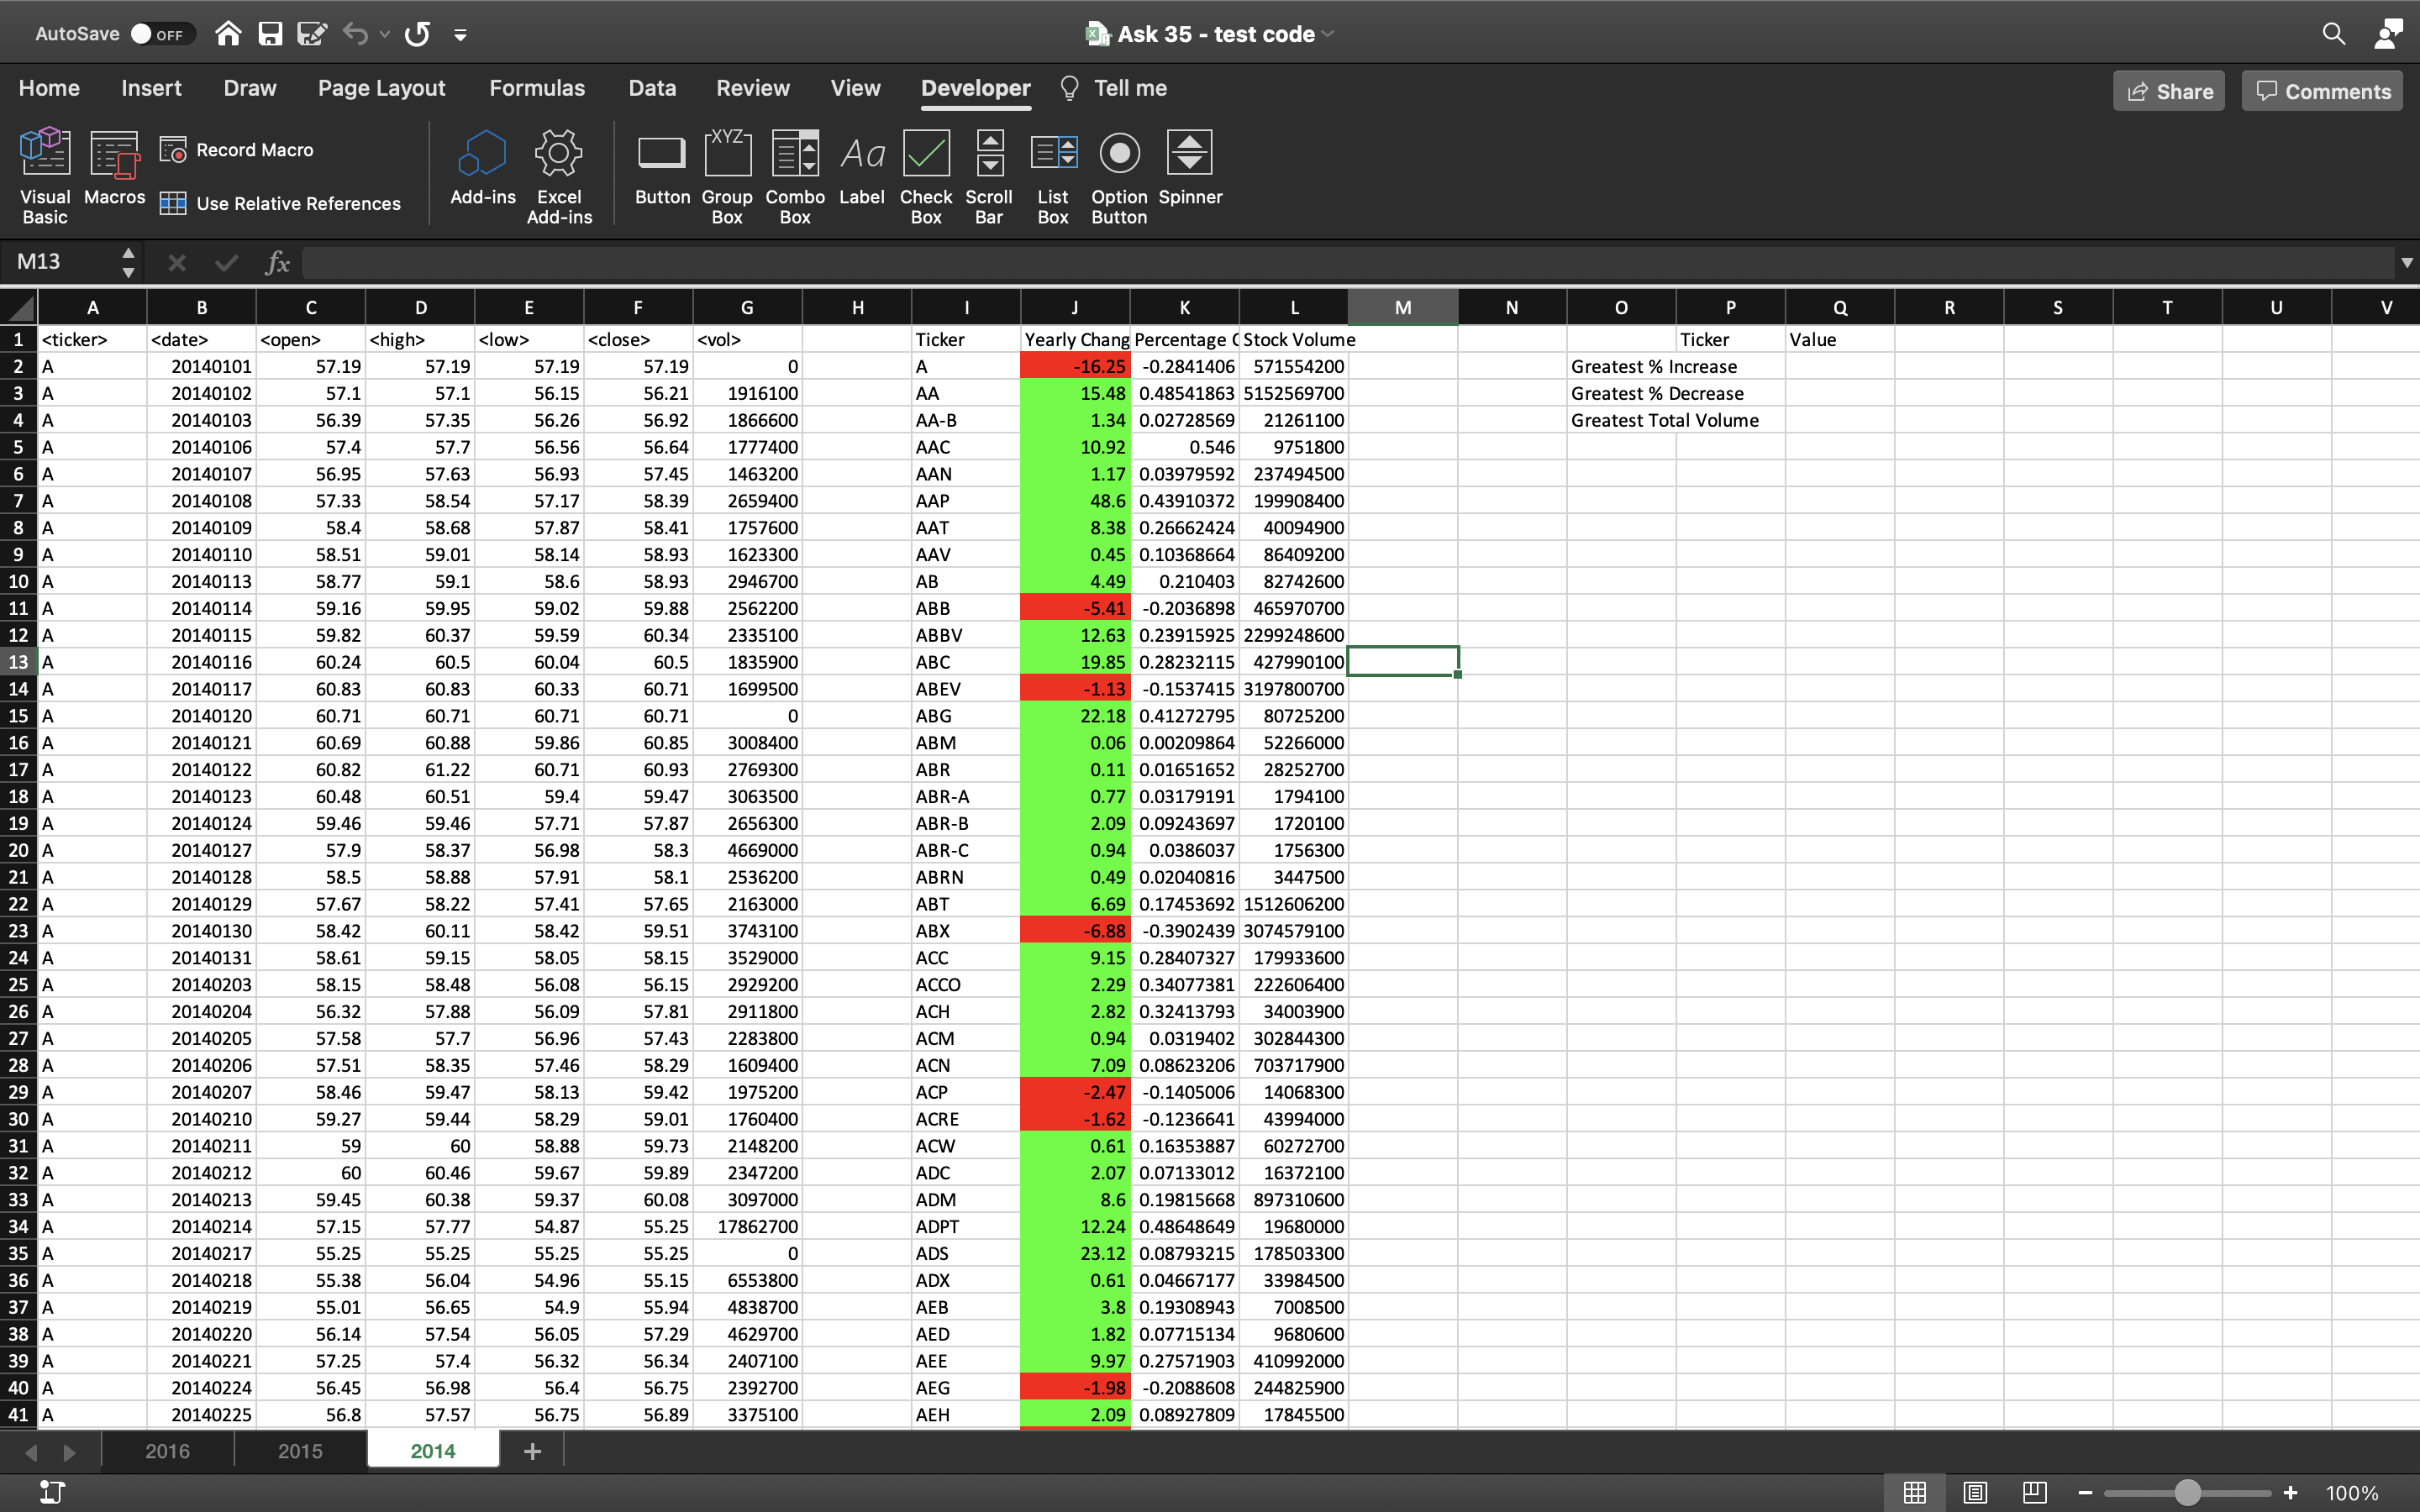 AutoSave OFF
Ask 35 - test code
Home Insert Draw Page Layout Formulas Data Review View Developer Tell me Share Comments
Visual Basic Macros Record Macro Use Relative References Add-ins Excel Add-ins Button Group Box Combo Box Label Check Box Scroll Bar List Box Option Button Spinner
XYZ Aa
M13 fx
A B C D E F G H I J K L M N O P Q R S T U V
1 <ticker> <date> <open> <high> <low> <close> <vol> Ticker Yearly Chang Percentage C Stock Volume Ticker Value
2 A 20140101 57.19 57.19 57.19 57.19 0 A -16.25 -0.2841406 571554200 Greatest % Increase
3 A 20140102 57.1 57.1 56.15 56.21 1916100 AA 15.48 0.48541863 5152569700 Greatest % Decrease
4 A 20140103 56.39 57.35 56.26 56.92 1866600 AA-B 1.34 0.02728569 21261100 Greatest Total Volume
5 A 20140106 57.4 57.7 56.56 56.64 1777400 AAC 10.92 0.546 9751800
6 A 20140107 56.95 57.63 56.93 57.45 1463200 AAN 1.17 0.03979592 237494500
7 A 20140108 57.33 58.54 57.17 58.39 2659400 AAP 48.6 0.43910372 199908400
8 A 20140109 58.4 58.68 57.87 58.41 1757600 AAT 8.38 0.26662424 40094900
9 A 20140110 58.51 59.01 58.14 58.93 1623300 AAV 0.45 0.10368664 86409200
10 A 20140113 58.77 59.1 58.6 58.93 2946700 AB 4.49 0.210403 82742600
11 A 20140114 59.16 59.95 59.02 59.88 2562200 ABB -5.41 -0.2036898 465970700
12 A 20140115 59.82 60.37 59.59 60.34 2335100 ABBV 12.63 0.23915925 2299248600
13 A 20140116 60.24 60.5 60.04 60.5 1835900 ABC 19.85 0.28232115 427990100
14 A 20140117 60.83 60.83 60.33 60.71 1699500 ABEV -1.13 -0.1537415 3197800700
15 A 20140120 60.71 60.71 60.71 60.71 0 ABG 22.18 0.41272795 80725200
16 A 20140121 60.69 60.88 59.86 60.85 3008400 ABM 0.06 0.00209864 52266000
17 A 20140122 60.82 61.22 60.71 60.93 2769300 ABR 0.11 0.01651652 28252700
18 A 20140123 60.48 60.51 59.4 59.47 3063500 ABR-A 0.77 0.03179191 1794100
19 A 20140124 59.46 59.46 57.71 57.87 2656300 ABR-B 2.09 0.09243697 1720100
20 A 20140127 57.9 58.37 56.98 58.3 4669000 ABR-C 0.94 0.0386037 1756300
21 A 20140128 58.5 58.88 57.91 58.1 2536200 ABRN 0.49 0.02040816 3447500
22 A 20140129 57.67 58.22 57.41 57.65 2163000 ABT 6.69 0.17453692 1512606200
23 A 20140130 58.42 60.11 58.42 59.51 3743100 ABX -6.88 -0.3902439 3074579100
24 A 20140131 58.61 59.15 58.05 58.15 3529000 ACC 9.15 0.28407327 179933600
25 A 20140203 58.15 58.48 56.08 56.15 2929200 ACCO 2.29 0.34077381 222606400
26 A 20140204 56.32 57.88 56.09 57.81 2911800 ACH 2.82 0.32413793 34003900
27 A 20140205 57.58 57.7 56.96 57.43 2283800 ACM 0.94 0.0319402 302844300
28 A 20140206 57.51 58.35 57.46 58.29 1609400 ACN 7.09 0.08623206 703717900
29 A 20140207 58.46 59.47 58.13 59.42 1975200 ACP -2.47 -0.1405006 14068300
30 A 20140210 59.27 59.44 58.29 59.01 1760400 ACRE -1.62 -0.1236641 43994000
31 A 20140211 59 60 58.88 59.73 2148200 ACW 0.61 0.16353887 60272700
32 A 20140212 60 60.46 59.67 59.89 2347200 ADC 2.07 0.07133012 16372100
33 A 20140213 59.45 60.38 59.37 60.08 3097000 ADM 8.6 0.19815668 897310600
34 A 20140214 57.15 57.77 54.87 55.25 17862700 ADPT 12.24 0.48648649 19680000
35 A 20140217 55.25 55.25 55.25 55.25 0 ADS 23.12 0.08793215 178503300
36 A 20140218 55.38 56.04 54.96 55.15 6553800 ADX 0.61 0.04667177 33984500
37 A 20140219 55.01 56.65 54.9 55.94 4838700 AEB 3.8 0.19308943 7008500
38 A 20140220 56.14 57.54 56.05 57.29 4629700 AED 1.82 0.07715134 9680600
39 A 20140221 57.25 57.4 56.32 56.34 2407100 AEE 9.97 0.27571903 410992000
40 A 20140224 56.45 56.98 56.4 56.75 2392700 AEG -1.98 -0.2088608 244825900
41 A 20140225 56.8 57.57 56.75 56.89 3375100 AEH 2.09 0.08927809 17845500
2016 2015 2014 +
− + 100%